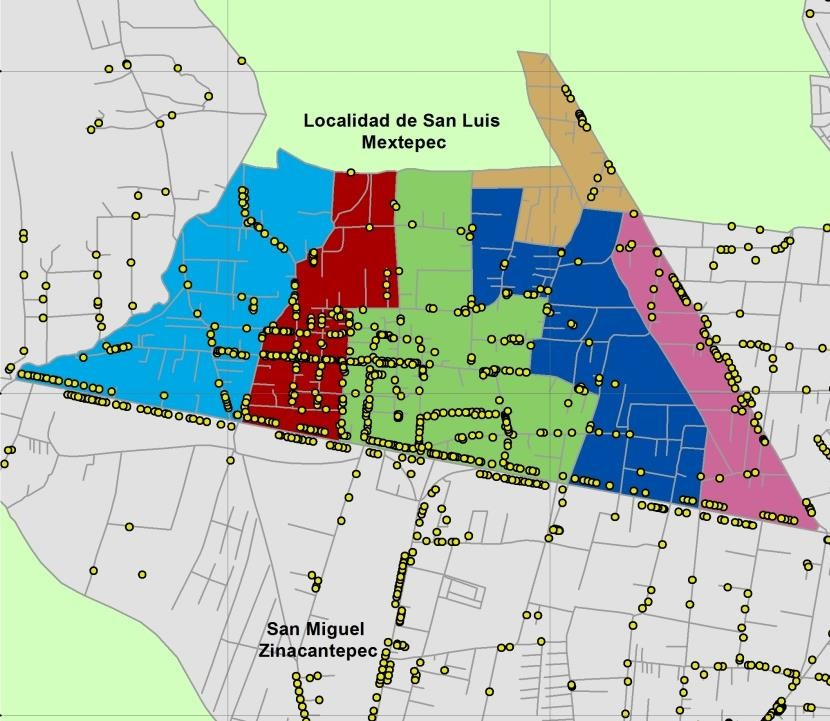 Localidad de San Luis
Mextepec
San Miguel
Zinacantepec